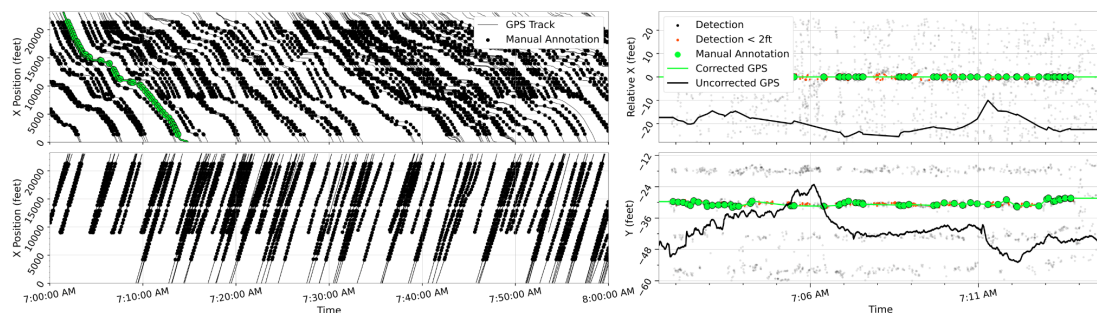 GPS Track
Manual Annotation
X Position (feet)
20000
15000
10000
5000
0
X Position (feet)
20000
15000
10000
5000
0
7:00:00 AM
7:10:00 AM
7:20:00 AM
7:30:00 AM
7:40:00 AM
7:50:00 AM
8:00:00 AM
Time
Detection
Detection < 2ft
Manual Annotation
Corrected GPS
Uncorrected GPS
Relative X (feet)
20
10
0
−10
−20
Y (feet)
−12
−24
−36
−48
−60
7:06 AM
7:11 AM
Time